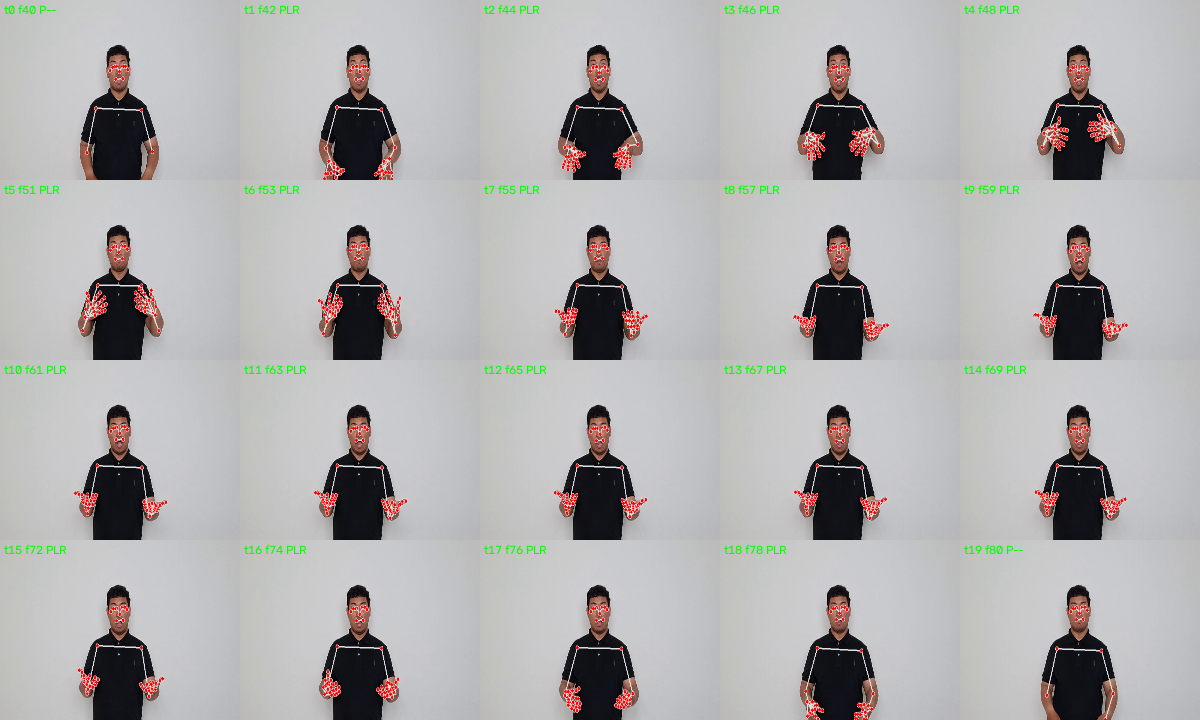 t0 f40 P--
t1 f42 PLR
t2 f44 PLR
t3 f46 PLR
t4 f48 PLR
t5 f51 PLR
t6 f53 PLR
t7 f55 PLR
t8 f57 PLR
t9 f59 PLR
t10 f61 PLR
t11 f63 PLR
t12 f65 PLR
t13 f67 PLR
t14 f69 PLR
t15 f72 PLR
t16 f74 PLR
t17 f76 PLR
t18 f78 PLR
t19 f80 P--